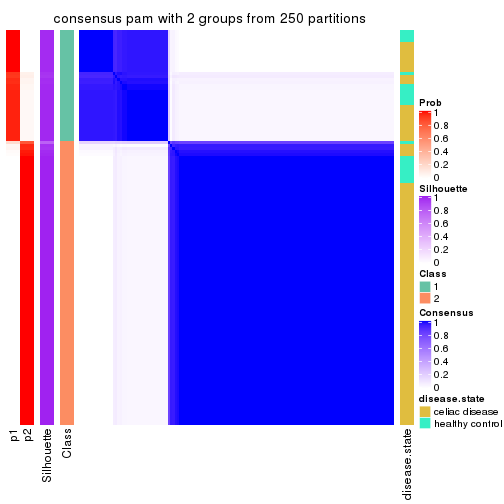 consensus pam with 2 groups from 250 partitions
Prob
1
0.8
0.6
0.4
0.2
0
Silhouette
1
0.8
0.6
0.4
0.2
0
Class
1
2
Consensus
1
0.8
0.6
0.4
0.2
0
disease.state
celiac disease
healthy control
p1
p2
Silhouette
Class
disease.state